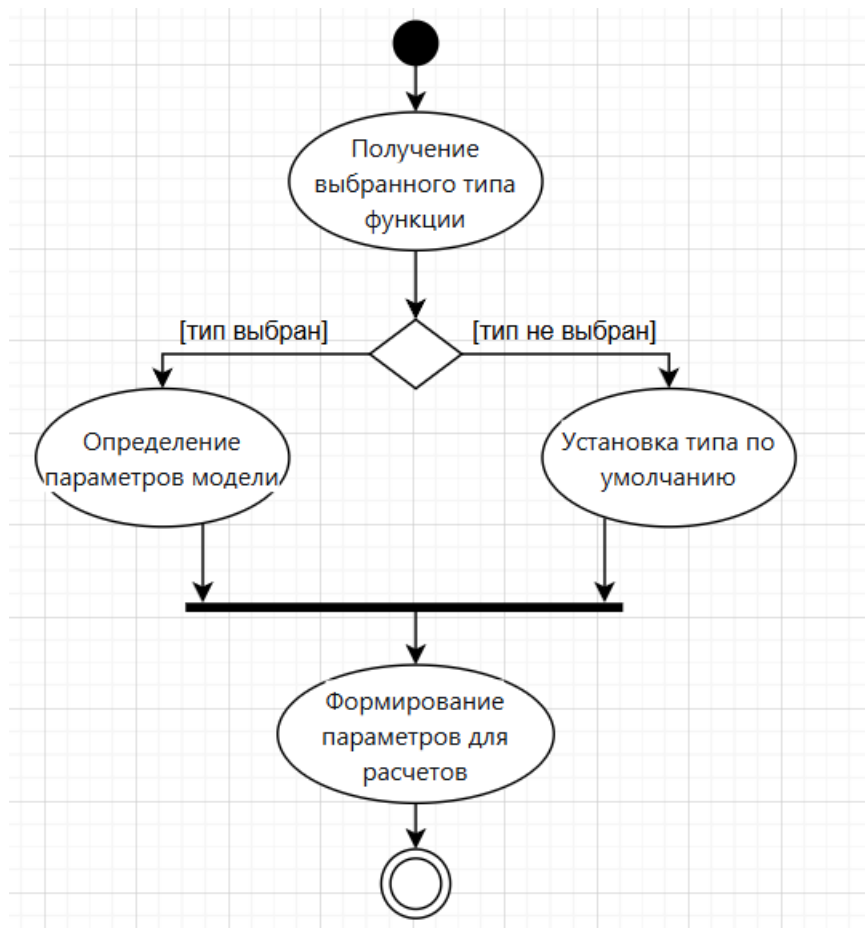 Получение
выбранного типа
функции
[тип выбран]
[тип не выбран]
Определение
параметров модели
Установка типа по
умолчанию
Формирование
параметров для
расчетов